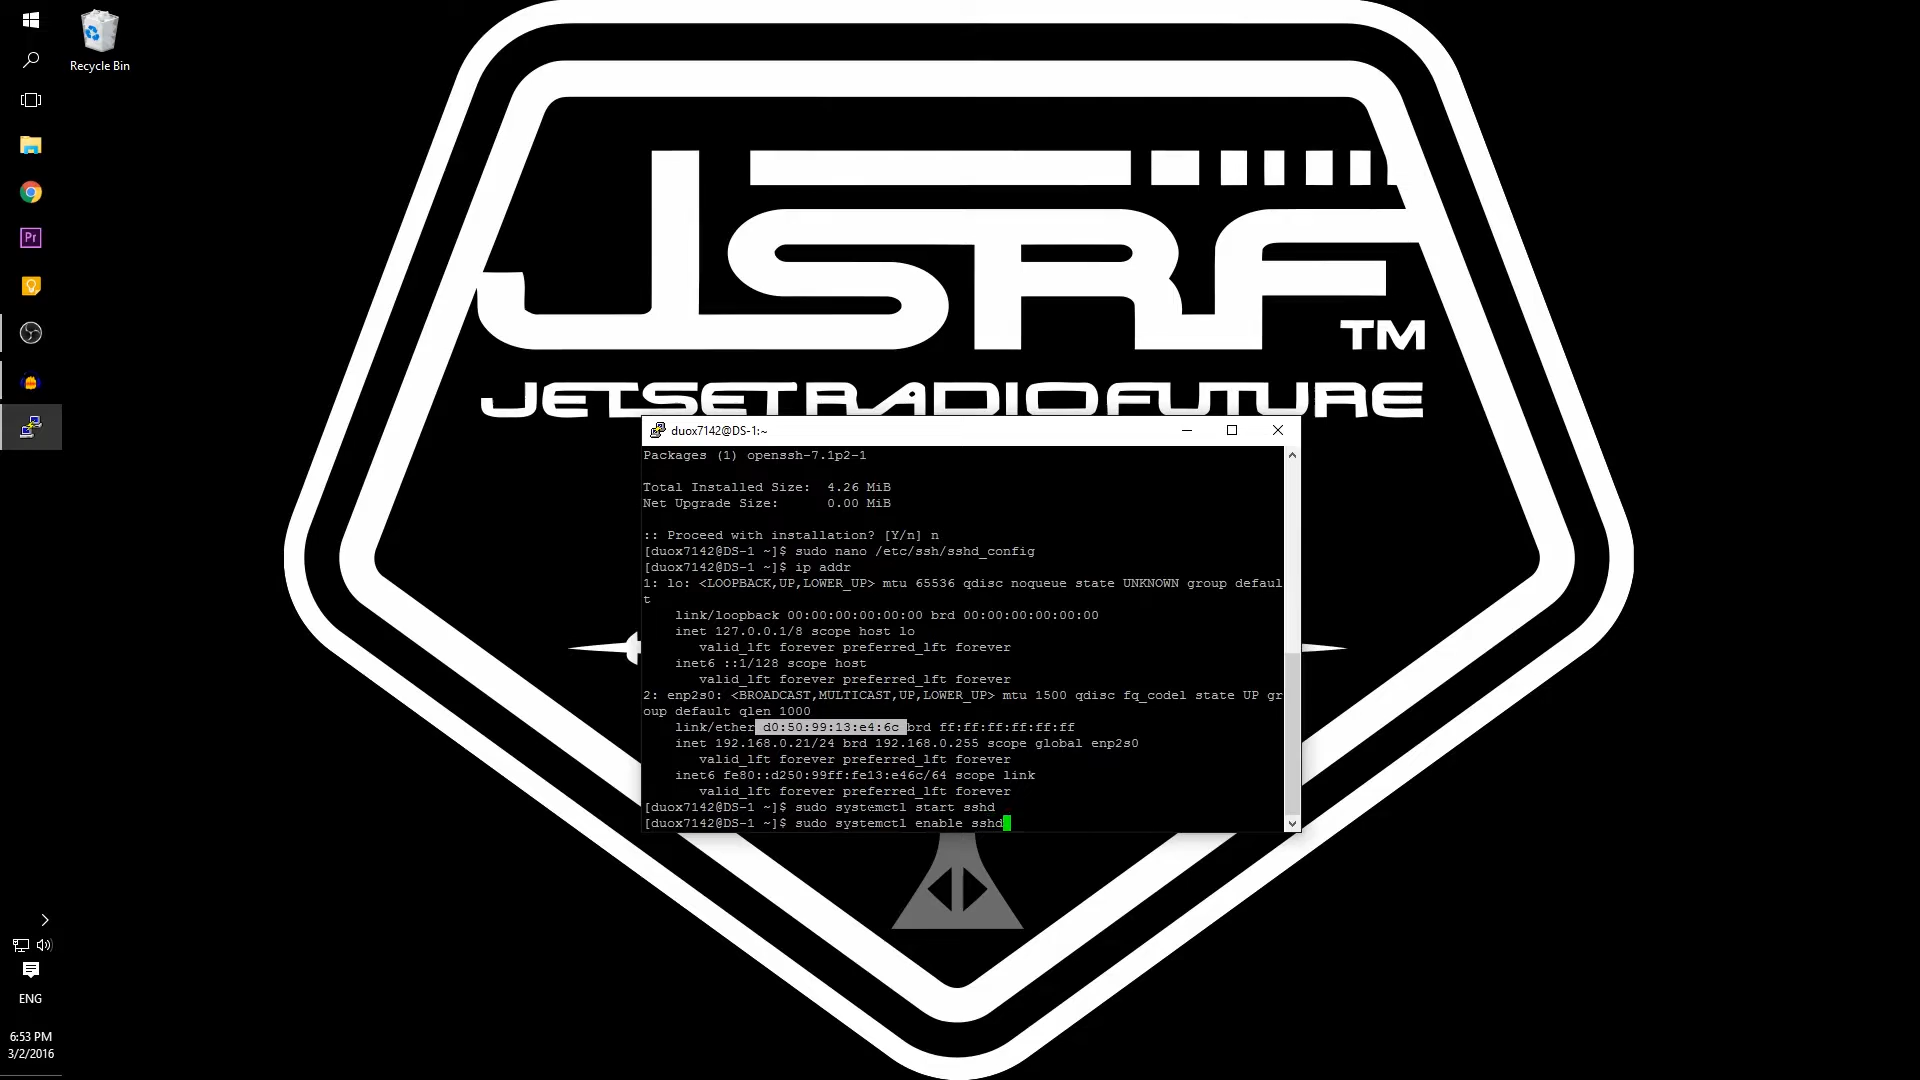 Recycle Bin
Pr
JSRF
TM
JETSETRADIOFUTURE
duox7142@DS-1:~
Packages (1) openssh-7.1p2-1
Total Installed Size:  4.26 MiB
Net Upgrade Size:      0.00 MiB
:: Proceed with installation? [Y/n] n
[duox7142@DS-1 ~]$ sudo nano /etc/ssh/sshd_config
[duox7142@DS-1 ~]$ ip addr
1: lo: <LOOPBACK,UP,LOWER_UP> mtu 65536 qdisc noqueue state UNKNOWN group defaul
t
    link/loopback 00:00:00:00:00:00 brd 00:00:00:00:00:00
    inet 127.0.0.1/8 scope host lo
       valid_lft forever preferred_lft forever
    inet6 ::1/128 scope host
       valid_lft forever preferred_lft forever
2: enp2s0: <BROADCAST,MULTICAST,UP,LOWER_UP> mtu 1500 qdisc fq_codel state UP gr
oup default qlen 1000
    link/ether d0:50:99:13:e4:6c brd ff:ff:ff:ff:ff:ff
    inet 192.168.0.21/24 brd 192.168.0.255 scope global enp2s0
       valid_lft forever preferred_lft forever
    inet6 fe80::d250:99ff:fe13:e46c/64 scope link
       valid_lft forever preferred_lft forever
[duox7142@DS-1 ~]$ sudo systemctl start sshd
[duox7142@DS-1 ~]$ sudo systemctl enable sshd
ENG
6:53 PM
3/2/2016